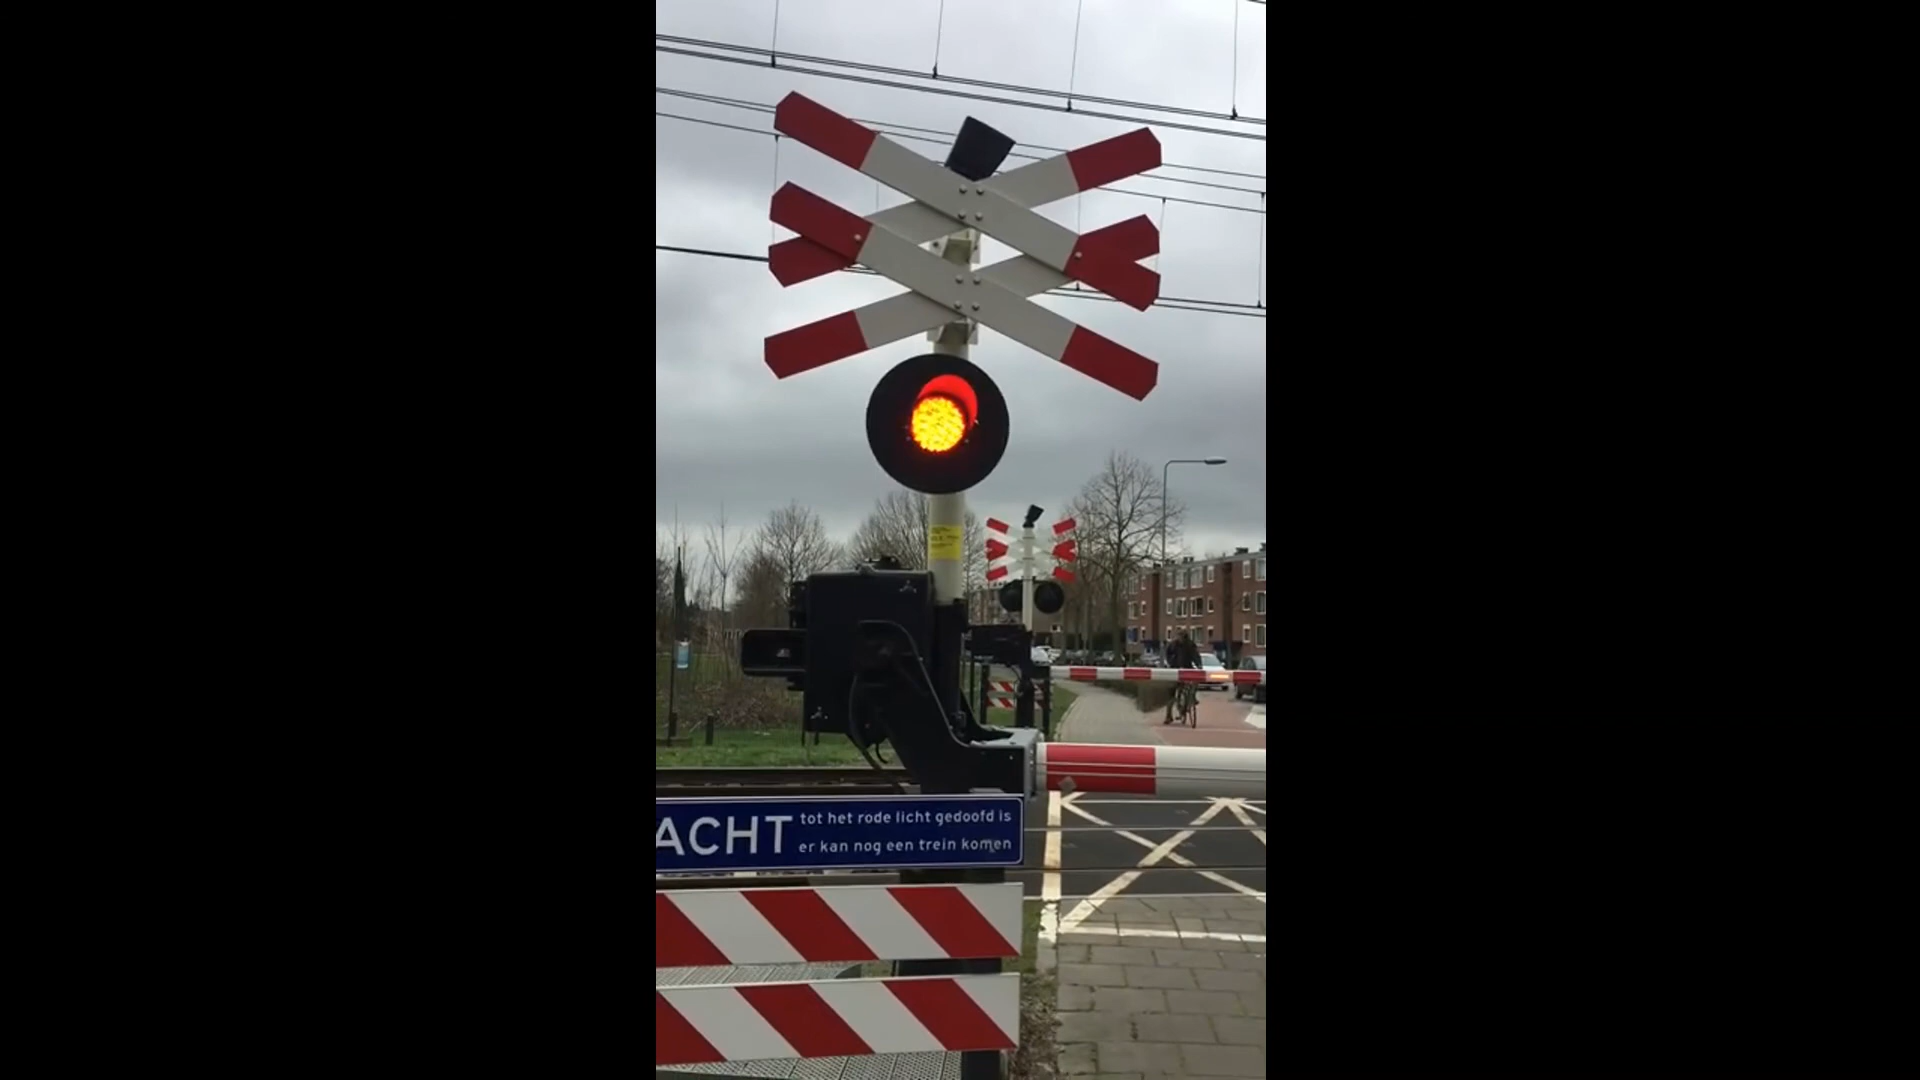 ACHT
tot het rode licht gedoofd is
er kan nog een trein komen